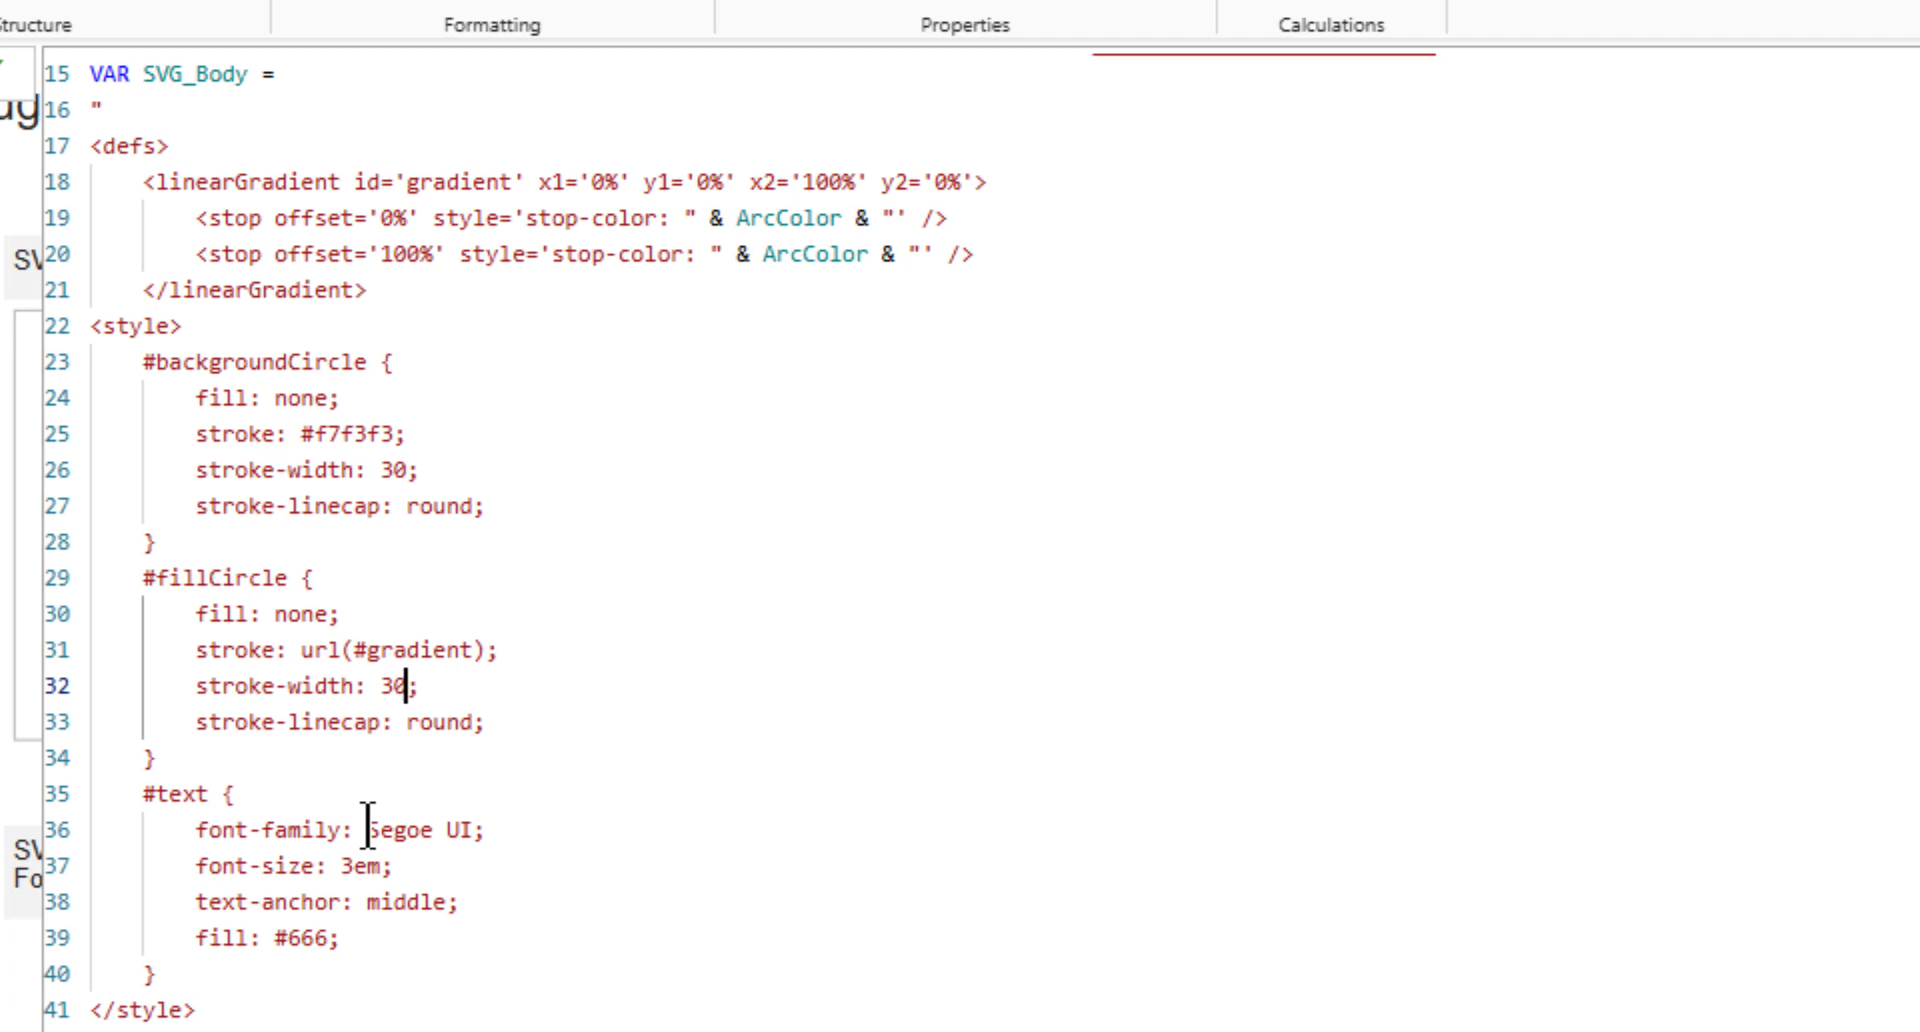 Structure Formatting Properties Calculations
15 VAR SVG_Body =
16 "
17 <defs>
18 <linearGradient id='gradient' x1='0%' y1='0%' x2='100%' y2='0%'>
19 <stop offset='0%' style='stop-color: " & ArcColor & "' />
20 <stop offset='100%' style='stop-color: " & ArcColor & "' />
21 </linearGradient>
22 <style>
23 #backgroundCircle {
24 fill: none;
25 stroke: #f7f3f3;
26 stroke-width: 30;
27 stroke-linecap: round;
28 }
29 #fillCircle {
30 fill: none;
31 stroke: url(#gradient);
32 stroke-width: 30;
33 stroke-linecap: round;
34 }
35 #text {
36 font-family: Segoe UI;
37 font-size: 3em;
38 text-anchor: middle;
39 fill: #666;
40 }
41 </style>